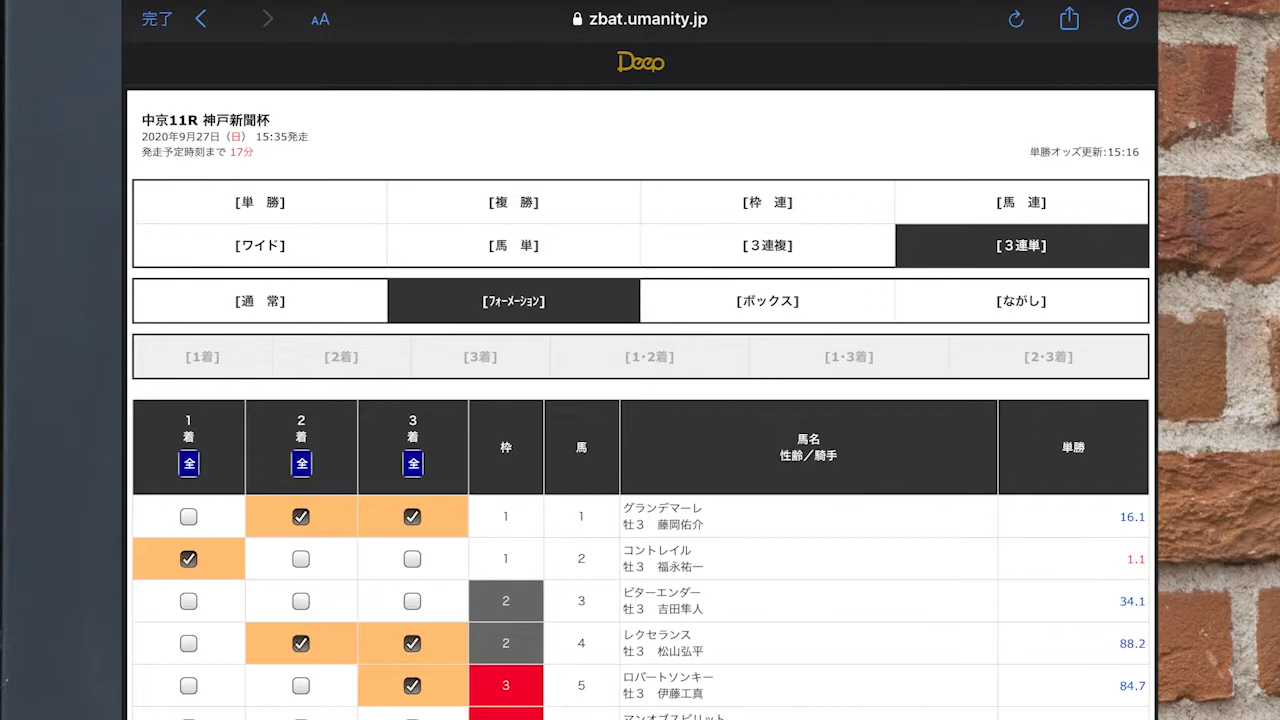 完了 AA zbat.umanity.jp
Deep
中京11R 神戸新聞杯
2020年9月27日（日） 15:35発走
発走予定時刻まで 17分
単勝オッズ更新:15:16
[単　勝] [複　勝] [枠　連] [馬　連]
[ワイド] [馬　単] [３連複] [３連単]
[通　常] [ﾌｫｰﾒｰｼｮﾝ] [ボックス] [ながし]
[1着] [2着] [3着] [1･2着] [1･3着] [2･3着]
1 2 3
着 着 着 枠 馬 馬名 単勝
全 全 全 性齢／騎手
1 1 グランデマーレ 16.1
牡３　藤岡佑介
1 2 コントレイル 1.1
牡３　福永祐一
2 3 ビターエンダー 34.1
牡３　吉田隼人
2 4 レクセランス 88.2
牡３　松山弘平
3 5 ロバートソンキー 84.7
牡３　伊藤工真
マンオブスピリット